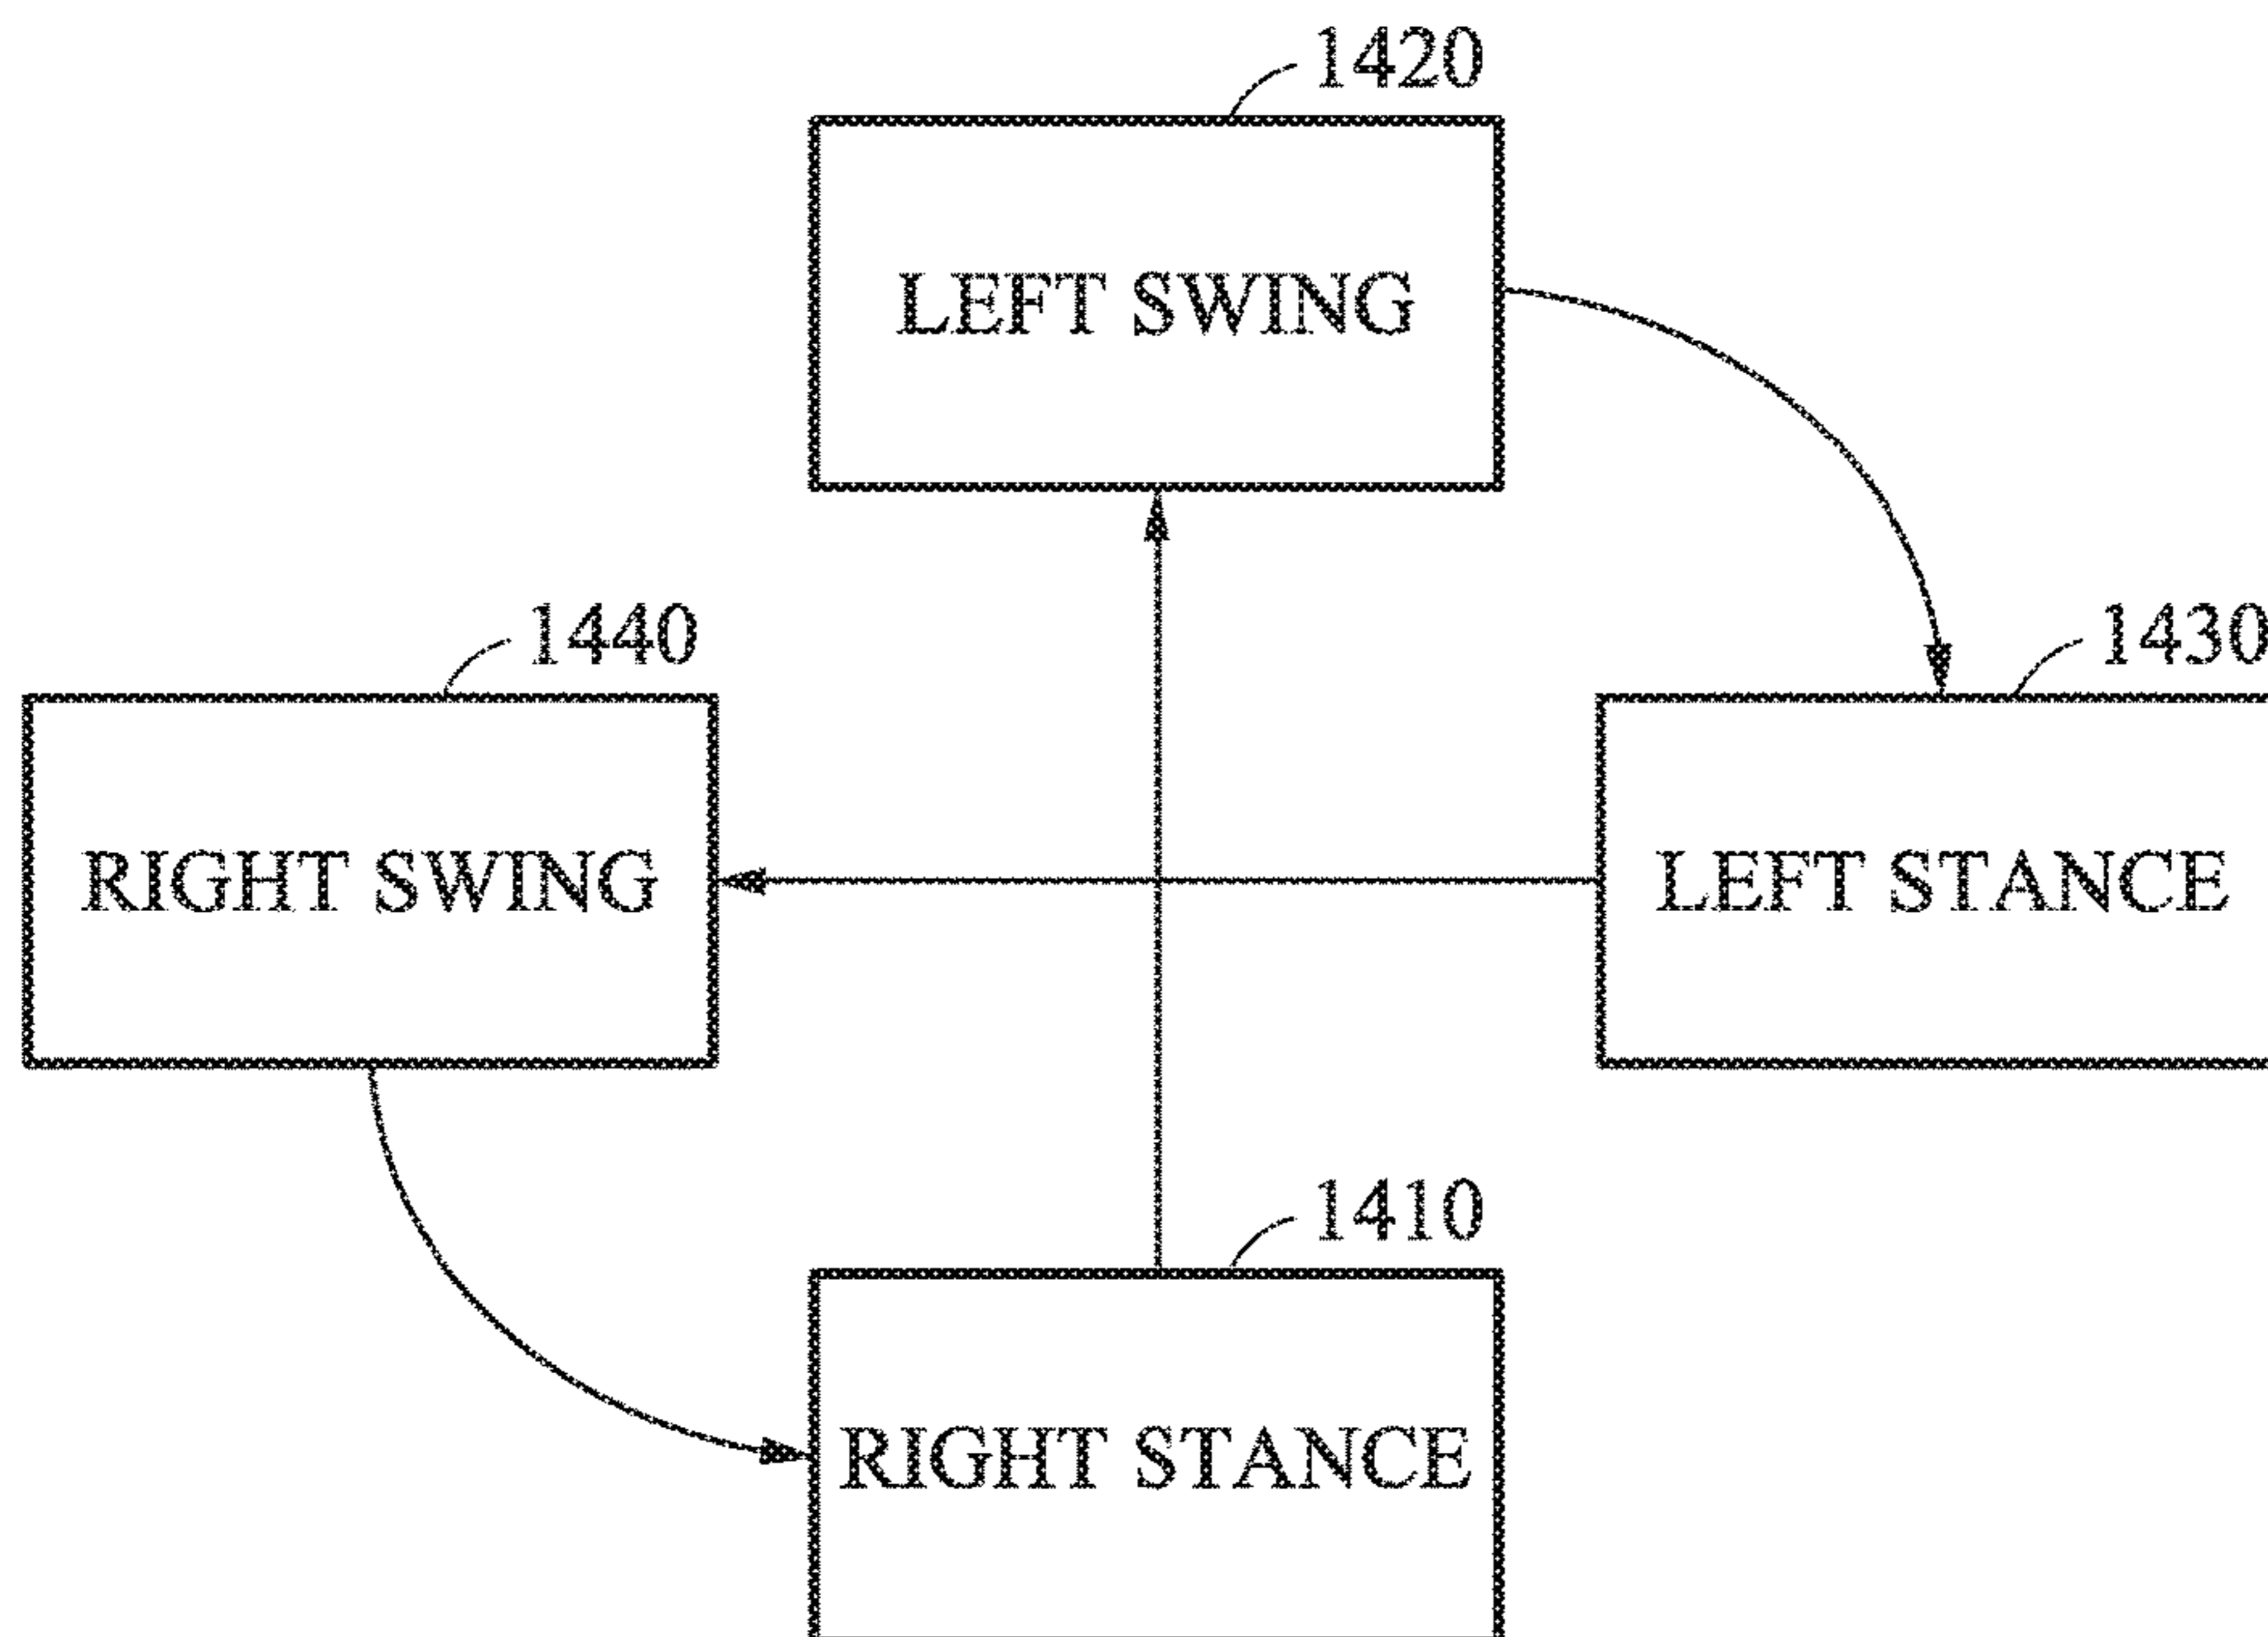 1420
LEFT SWING
1440
1430
RIGHT SWING
LEFT STANCE
1410
RIGHT STANCE